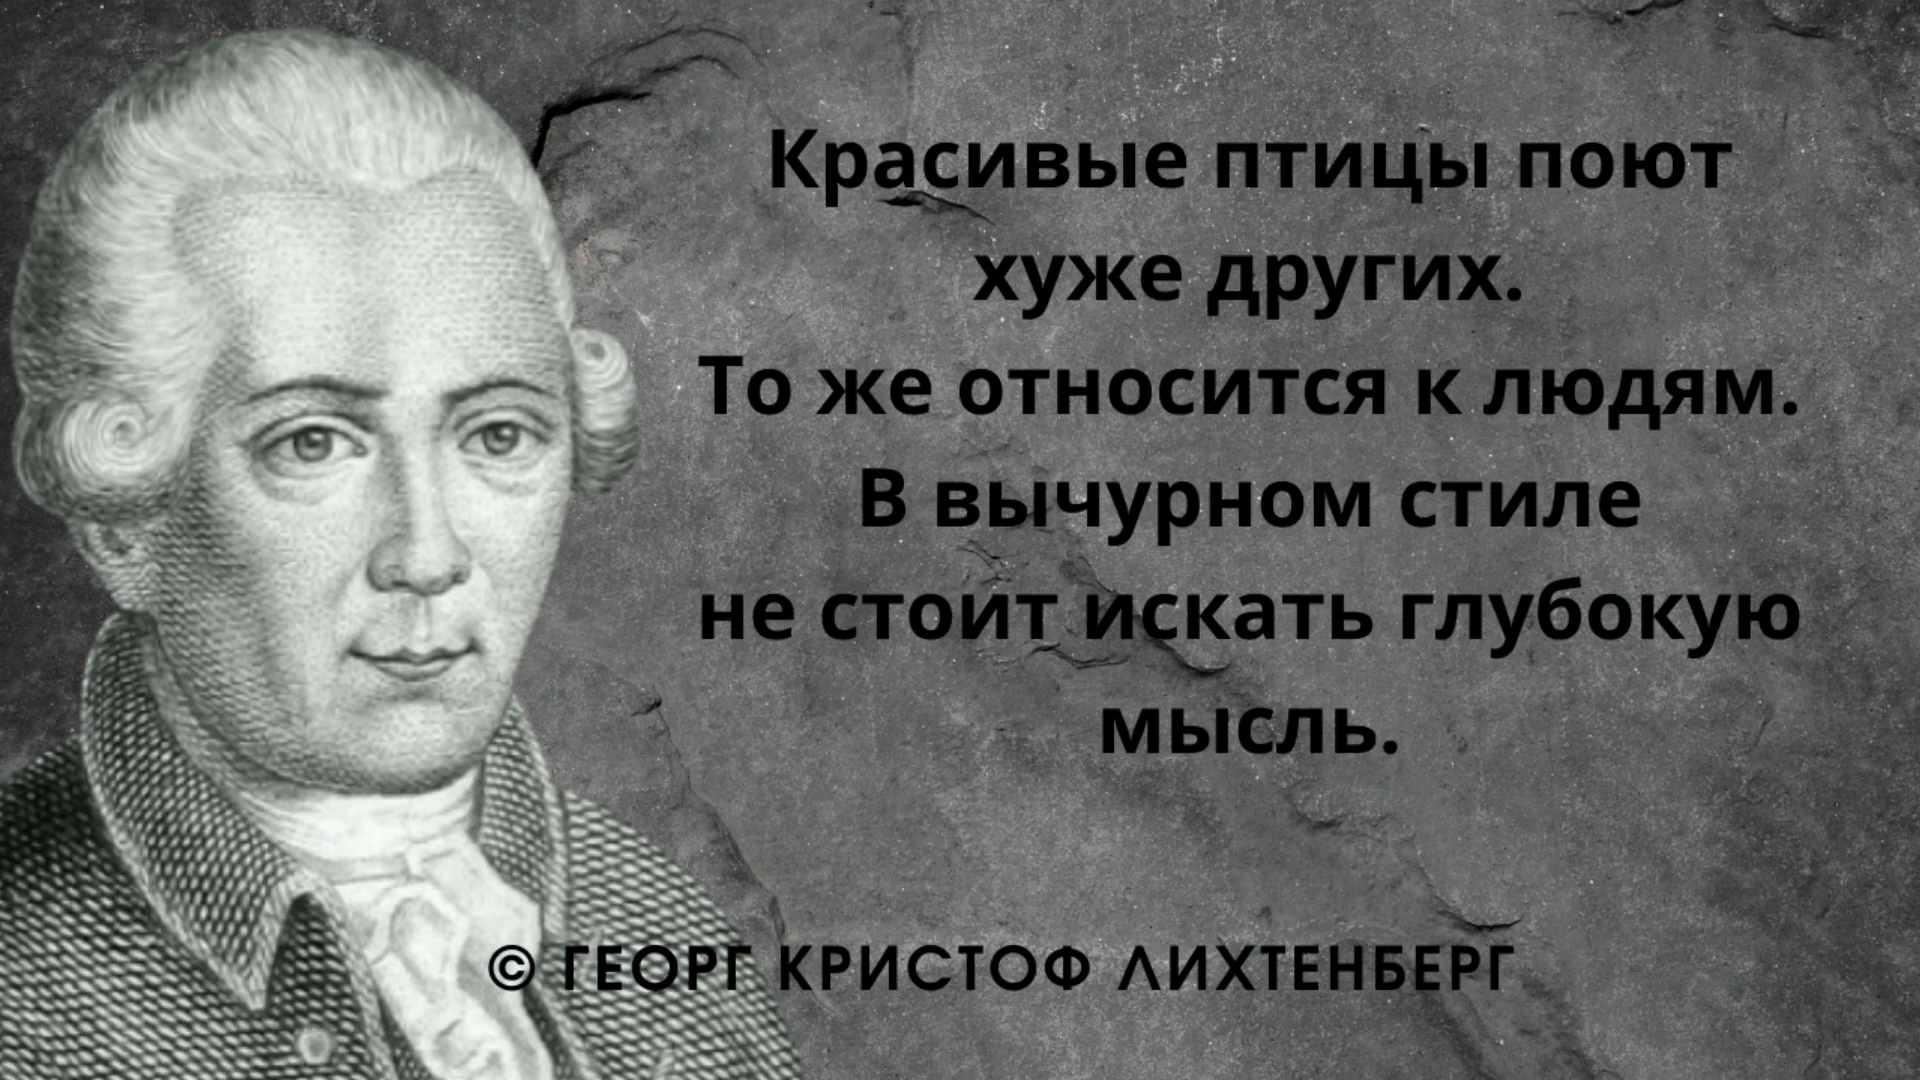 Красивые птицы поют
хуже других.
То же относится к людям.
В вычурном стиле
не стоит искать глубокую
мысль.
© ГЕОРГ КРИСТОФ ЛИХТЕНБЕРГ